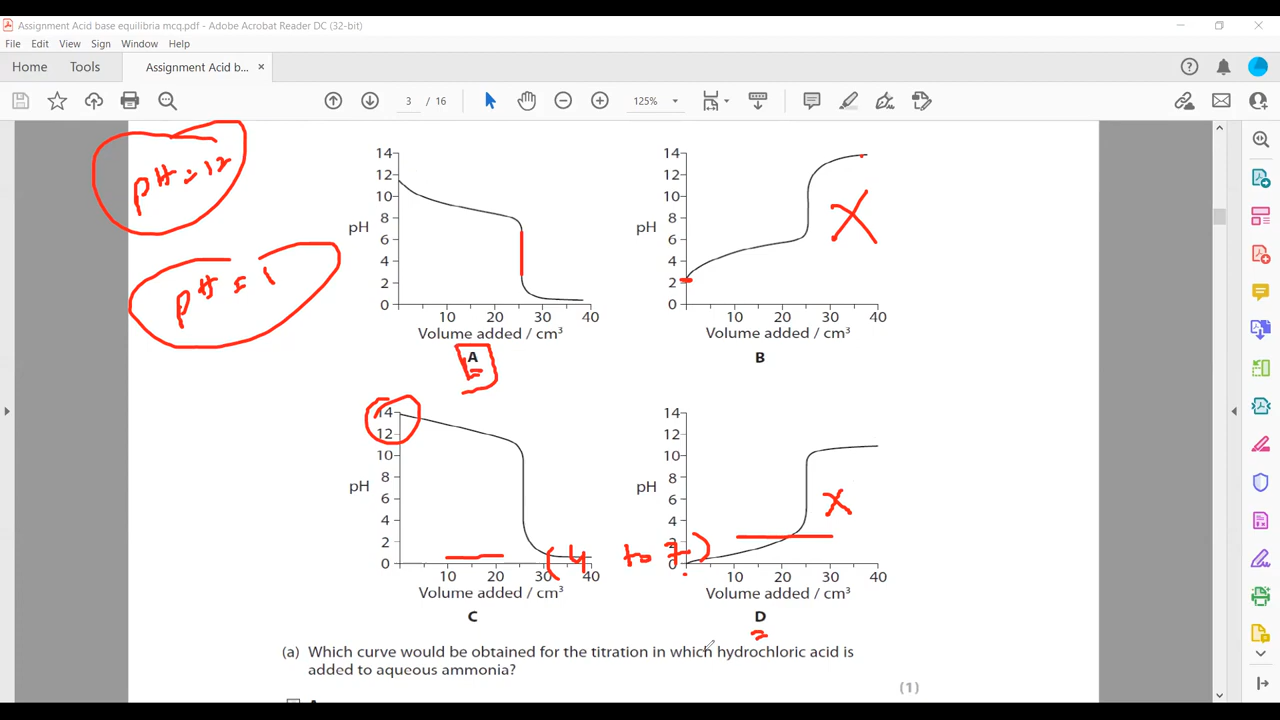 Assignment Acid base equilibria mcq.pdf - Adobe Acrobat Reader DC (32-bit)
File Edit View Sign Window Help
Home Tools Assignment Acid b... ×
3 / 16 125%
pH = 12
pH = 1
14
12
10
8
pH
6
4
2
0
10 20 30 40
Volume added / cm³
A
14
12
10
8
pH
6
4
2
0
10 20 30 40
Volume added / cm³
B
14
12
10
8
pH
6
4
2
0
10 20 30 40
Volume added / cm³
C
14
12
10
8
pH
6
4
2
0
10 20 30 40
Volume added / cm³
D
(4 to 7)
(a) Which curve would be obtained for the titration in which hydrochloric acid is
added to aqueous ammonia?
(1)